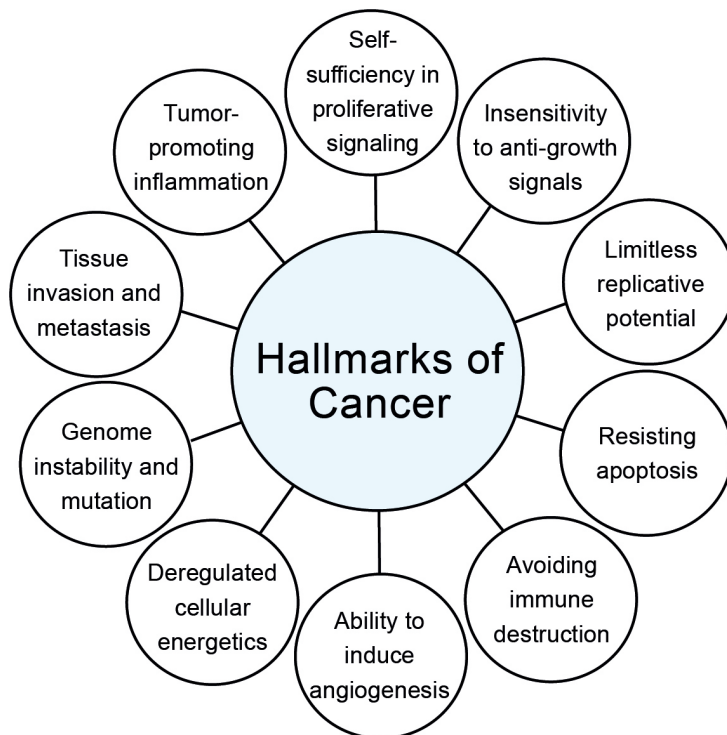 Self-
sufficiency in
proliferative
signaling
Insensitivity
to anti-growth
signals
Limitless
replicative
potential
Resisting
apoptosis
Avoiding
immune
destruction
Ability to
induce
angiogenesis
Deregulated
cellular
energetics
Genome
instability and
mutation
Tissue
invasion and
metastasis
Tumor-
promoting
inflammation
Hallmarks of
Cancer